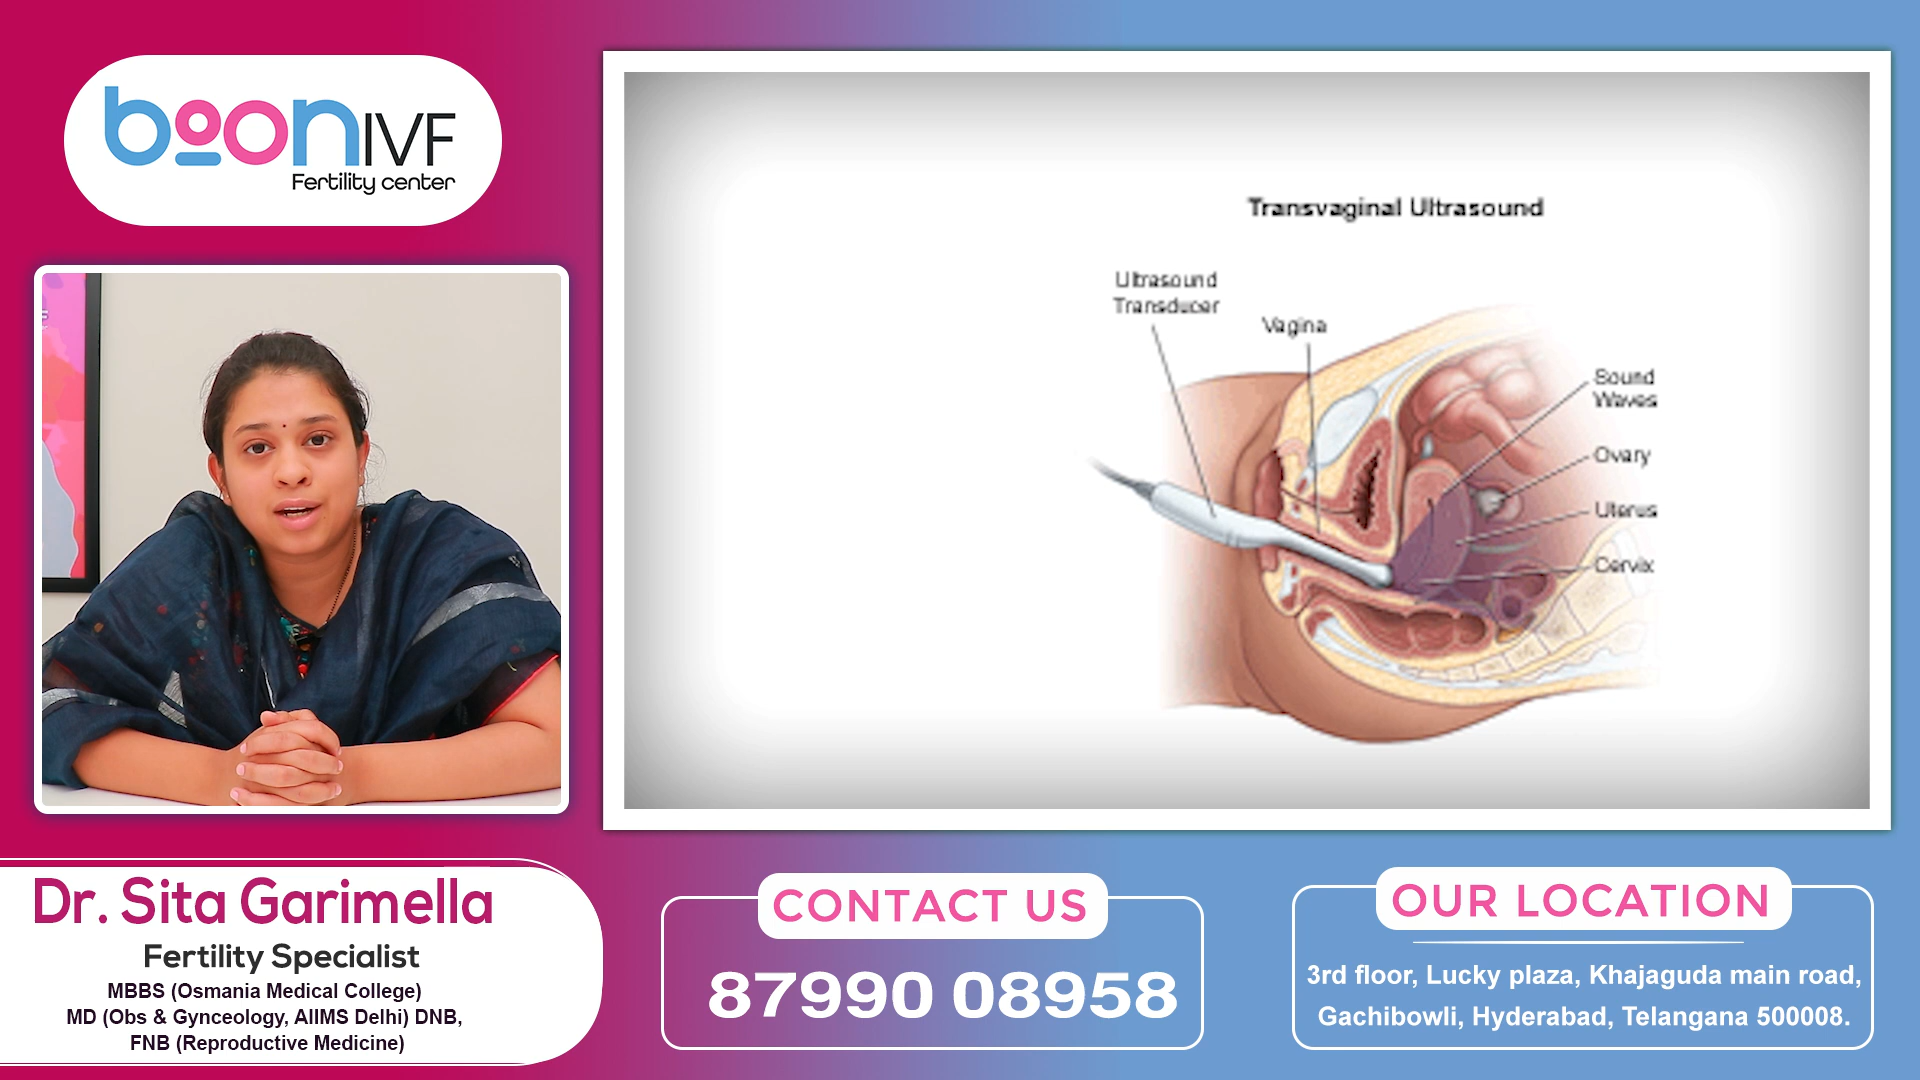 boon IVF
Fertility center
Transvaginal Ultrasound
Ultrasound
Transducer
Vagina
Sound
Waves
Ovary
Uterus
Cervix
Dr. Sita Garimella
Fertility Specialist
MBBS (Osmania Medical College)
MD (Obs & Gynceology, AIIMS Delhi) DNB,
FNB (Reproductive Medicine)
CONTACT US
87990 08958
OUR LOCATION
3rd floor, Lucky plaza, Khajaguda main road,
Gachibowli, Hyderabad, Telangana 500008.